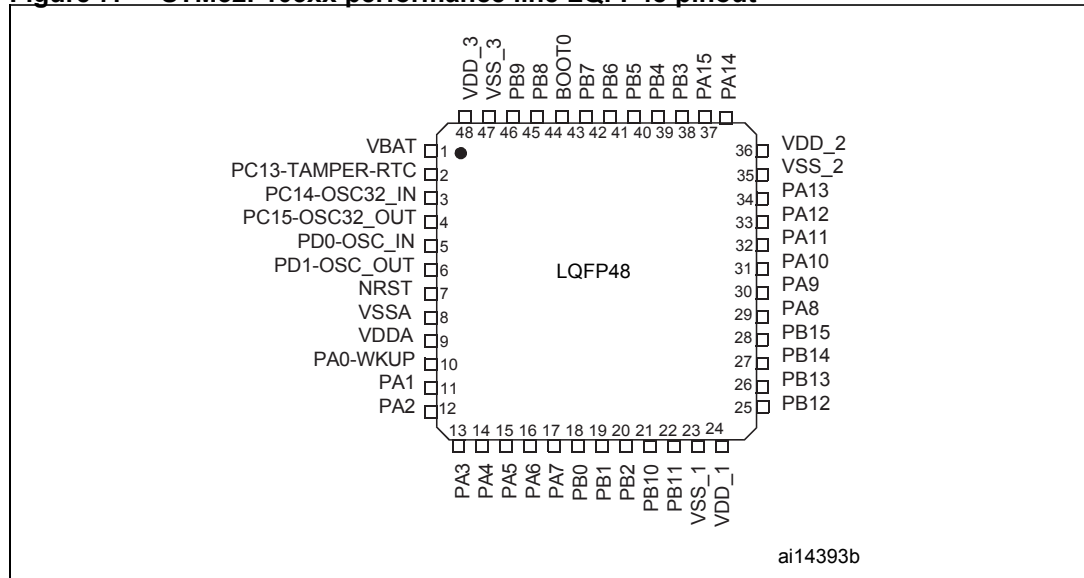 VDD_3
VSS_3
PB9
PB8
BOOT0
PB7
PB6
PB5
PB4
PB3
PA15
PA14
48 47 46 45 44 43 42 41 40 39 38 37
VBAT 1
PC13-TAMPER-RTC 2
PC14-OSC32_IN 3
PC15-OSC32_OUT 4
PD0-OSC_IN 5
PD1-OSC_OUT 6
NRST 7
VSSA 8
VDDA 9
PA0-WKUP 10
PA1 11
PA2 12
LQFP48
36 VDD_2
35 VSS_2
34 PA13
33 PA12
32 PA11
31 PA10
30 PA9
29 PA8
28 PB15
27 PB14
26 PB13
25 PB12
13 14 15 16 17 18 19 20 21 22 23 24
PA3
PA4
PA5
PA6
PA7
PB0
PB1
PB2
PB10
PB11
VSS_1
VDD_1
ai14393b